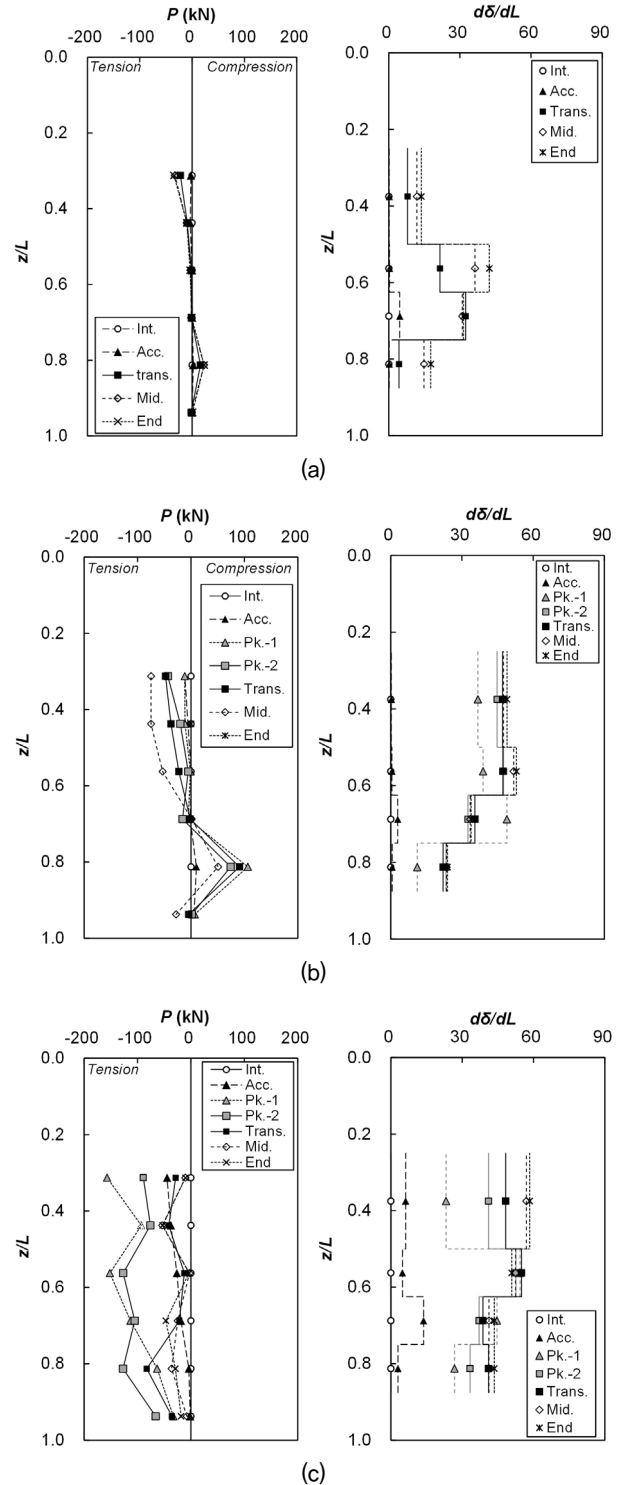 P (kN)
-200 -100 0 100 200
Tension Compression
0.0
0.2
0.4
0.6
0.8
1.0
z/L
Int.
Acc.
trans.
Mid.
End
dδ/dL
0 30 60 90
0.0
0.2
0.4
0.6
0.8
1.0
z/L
Int.
Acc.
Trans.
Mid.
End
(a)
P (kN)
-200 -100 0 100 200
Tension Compression
0.0
0.2
0.4
0.6
0.8
1.0
z/L
Int.
Acc.
Pk.-1
Pk.-2
Trans.
Mid.
End
dδ/dL
0 30 60 90
0.0
0.2
0.4
0.6
0.8
1.0
z/L
Int.
Acc.
Pk.-1
Pk.-2
Trans.
Mid.
End
(b)
P (kN)
-200 -100 0 100 200
Tension
0.0
0.2
0.4
0.6
0.8
1.0
z/L
Int.
Acc.
Pk.-1
Pk.-2
Trans.
Mid.
End
dδ/dL
0 30 60 90
0.0
0.2
0.4
0.6
0.8
1.0
z/L
Int.
Acc.
Pk.-1
Pk.-2
Trans.
Mid.
End
(c)